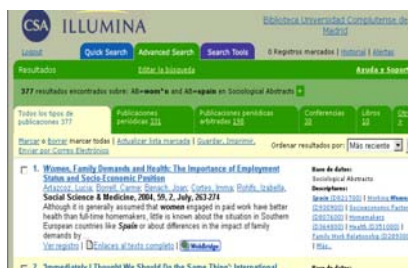 CSA ILLUMINA
Biblioteca Universidad Complutense de Madrid
Logout Quick Search Advanced Search Search Tools 0 Registros marcados | Historial | Alertas
Resultados Editar la búsqueda Ayuda y Soport
377 resultados encontrados sobre: AB=wom*n and AB=spain en Sociological Abstracts
Todos los tipos de publicaciones 377
Publicaciones periódicas 331
Publicaciones periódicas arbitradas
Conferencias
Libros
Marcar o Borrar marcar todas | Actualizar lista marcada | Guardar, Imprimir, Enviar por Correo Electrónico
Ordenar resultados por: Más reciente
1. Women, Family Demands and Health: The Importance of Employment
Status and Socio-Economic Position
Artazcoz, Lucia; Borrell, Carme; Benach, Joan; Cortes, Imma; Rohlfs, Izabella,
Social Science & Medicine, 2004, 59, 2, July, 263-274
Although it is generally assumed that women engaged in paid work have better
health than full-time homemakers, little is known about the situation in Southern
European countries like Spain or about differences in the impact of family
demands by
Ver registro | Enlaces al texto completo | WebBridge
Base de datos:
Sociological Abstracts
Descriptores:
Spain (D821700) | Working Women
| Socioeconomic Factors
| Homemakers
| Health
Family Work Relationship
| Más..
2. 'Immediately I Thought We Should Do the Same Thing': International
Base de datos: